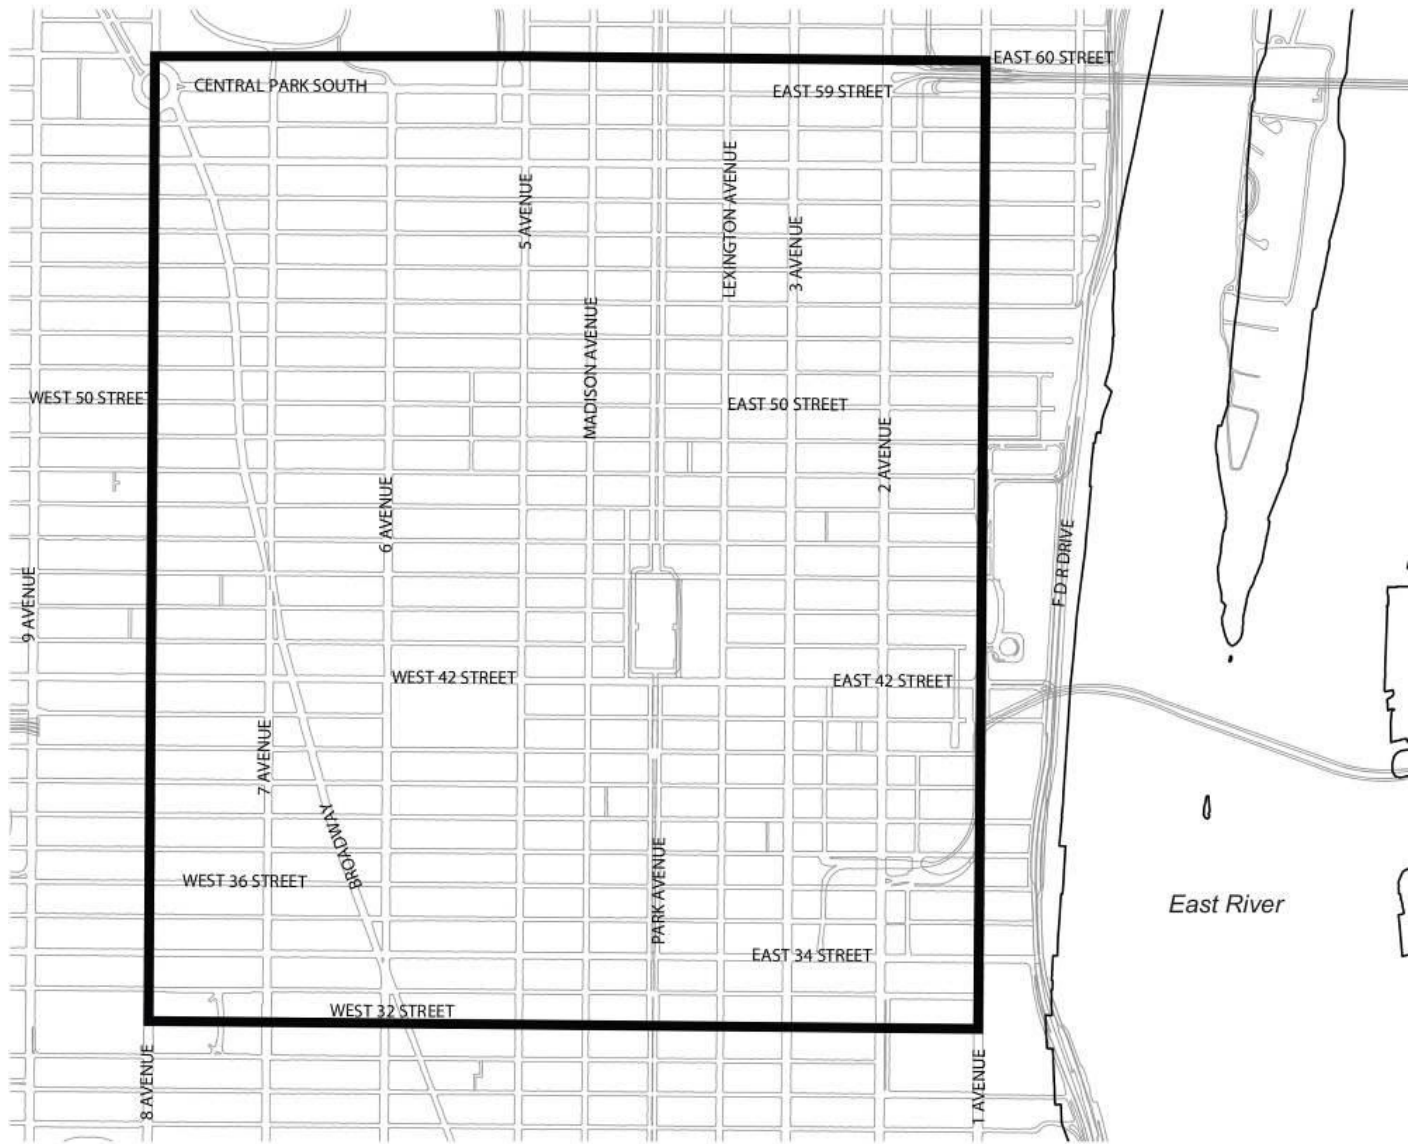 EAST 60 STREET
CENTRAL PARK SOUTH
EAST 59 STREET
LEXINGTON AVENUE
5 AVENUE
3 AVENUE
MADISON AVENUE
WEST 50 STREET
EAST 50 STREET
2 AVENUE
6 AVENUE
F D R DRIVE
9 AVENUE
WEST 42 STREET
EAST 42 STREET
7 AVENUE
BROADWAY
PARK AVENUE
WEST 36 STREET
East River
EAST 34 STREET
WEST 32 STREET
8 AVENUE
1 AVENUE